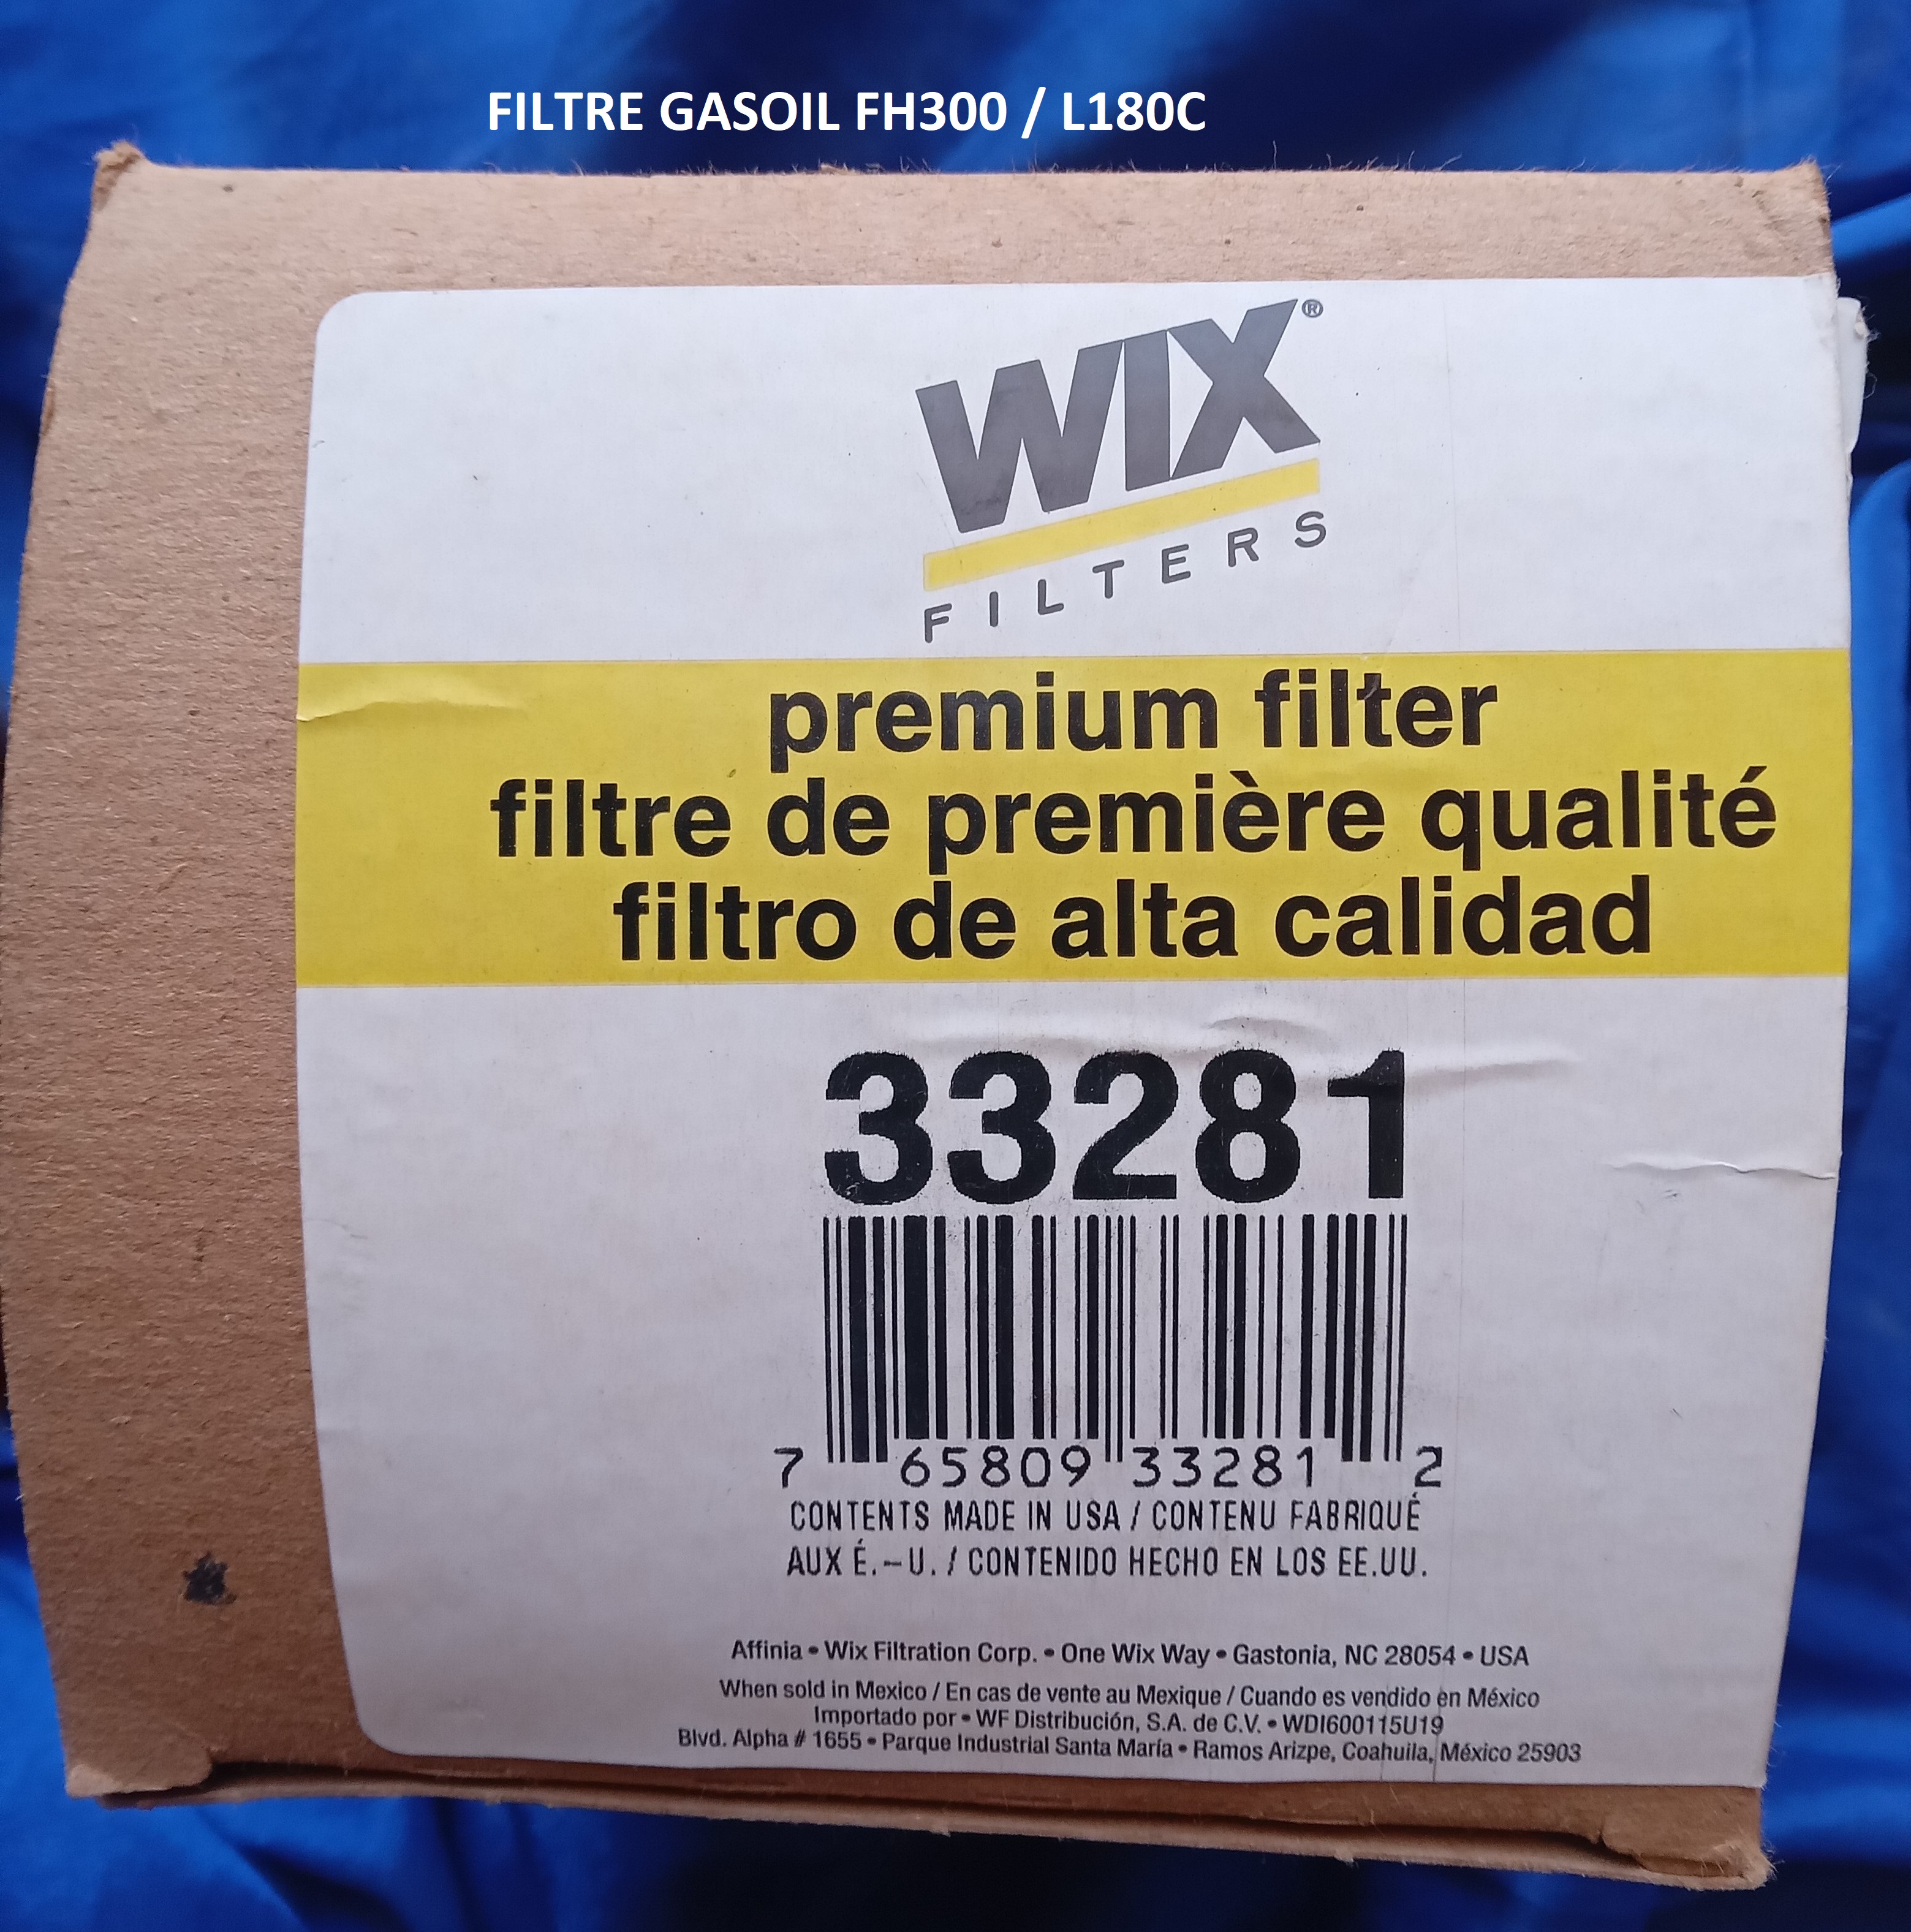 FILTRE GASOIL FH300 / L180C
WIX®
FILTERS
premium filter
filtre de première qualité
filtro de alta calidad
33281
7 65809 33281 2
CONTENTS MADE IN USA / CONTENU FABRIQUÉ
AUX É.-U. / CONTENIDO HECHO EN LOS EE.UU.
Affinia • Wix Filtration Corp. • One Wix Way • Gastonia, NC 28054 • USA
When sold in Mexico / En cas de vente au Mexique / Cuando es vendido en México
Importado por • WF Distribución, S.A. de C.V. • WDI600115U19
Blvd. Alpha # 1655 • Parque Industrial Santa María • Ramos Arizpe, Coahuila, México 25903